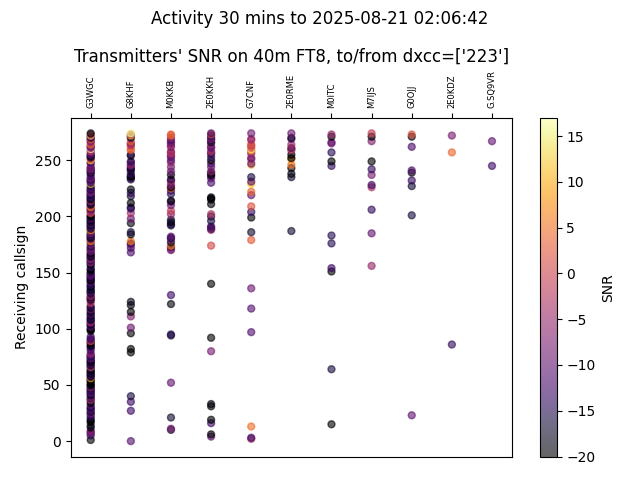 Activity 30 mins to 2025-08-21 02:06:42
Transmitters' SNR on 40m FT8, to/from dxcc=['223']
G3WGC
G8KHF
M0KKB
2E0KKH
G7CNF
2E0RME
M0ITC
M7IJS
G0OJJ
2E0KDZ
G.SQ9VR
Receiving callsign
250
200
150
100
50
0
15
10
5
0
−5
−10
−15
−20
SNR